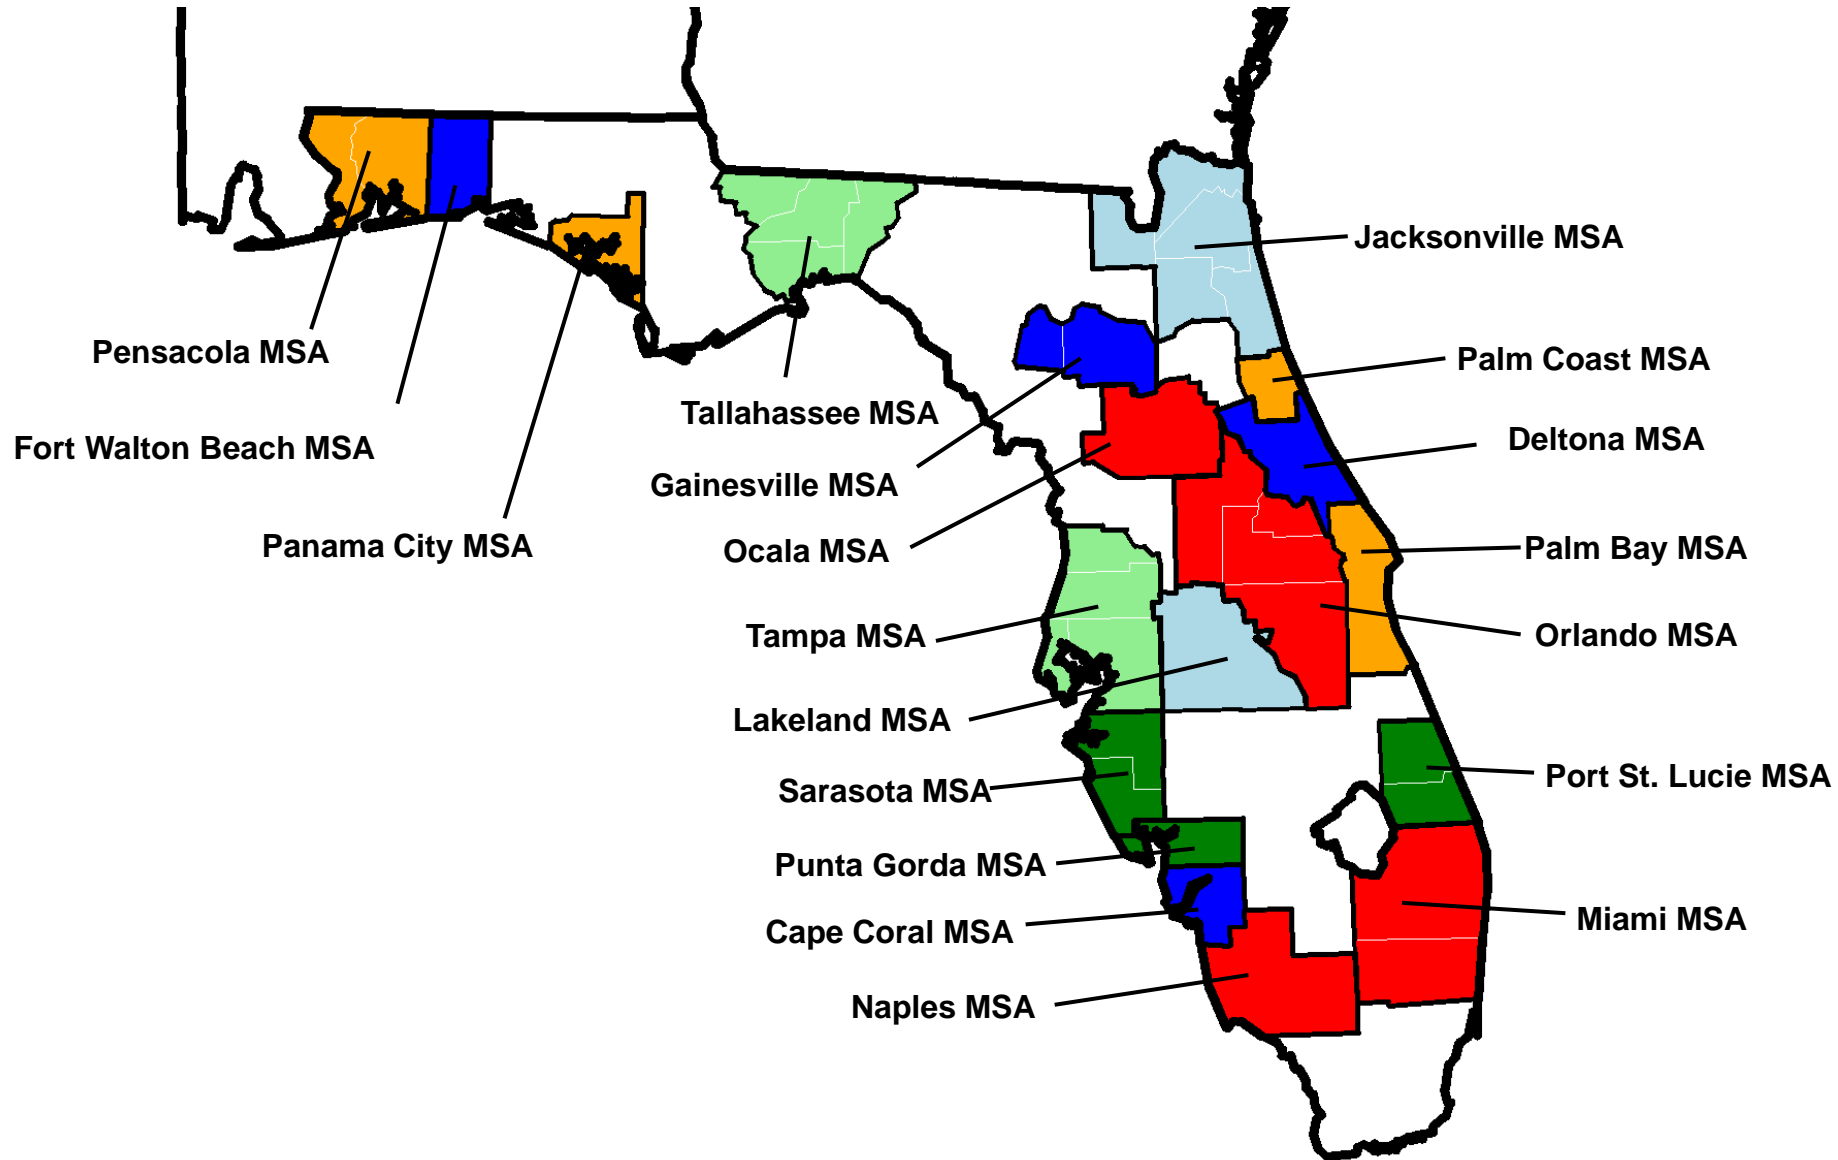 Jacksonville MSA
Pensacola MSA
Palm Coast MSA
Tallahassee MSA
Fort Walton Beach MSA
Deltona MSA
Gainesville MSA
Panama City MSA
Ocala MSA
Palm Bay MSA
Tampa MSA
Orlando MSA
Lakeland MSA
Sarasota MSA
Port St. Lucie MSA
Punta Gorda MSA
Cape Coral MSA
Miami MSA
Naples MSA